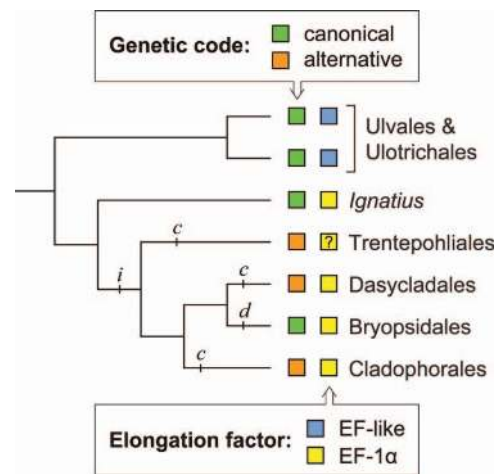 Genetic code: canonical
alternative
Ulvales &
Ulotrichales
Ignatius
c
? Trentepohliales
i
c
Dasycladales
d
Bryopsidales
c
Cladophorales
Elongation factor: EF-like
EF-1α